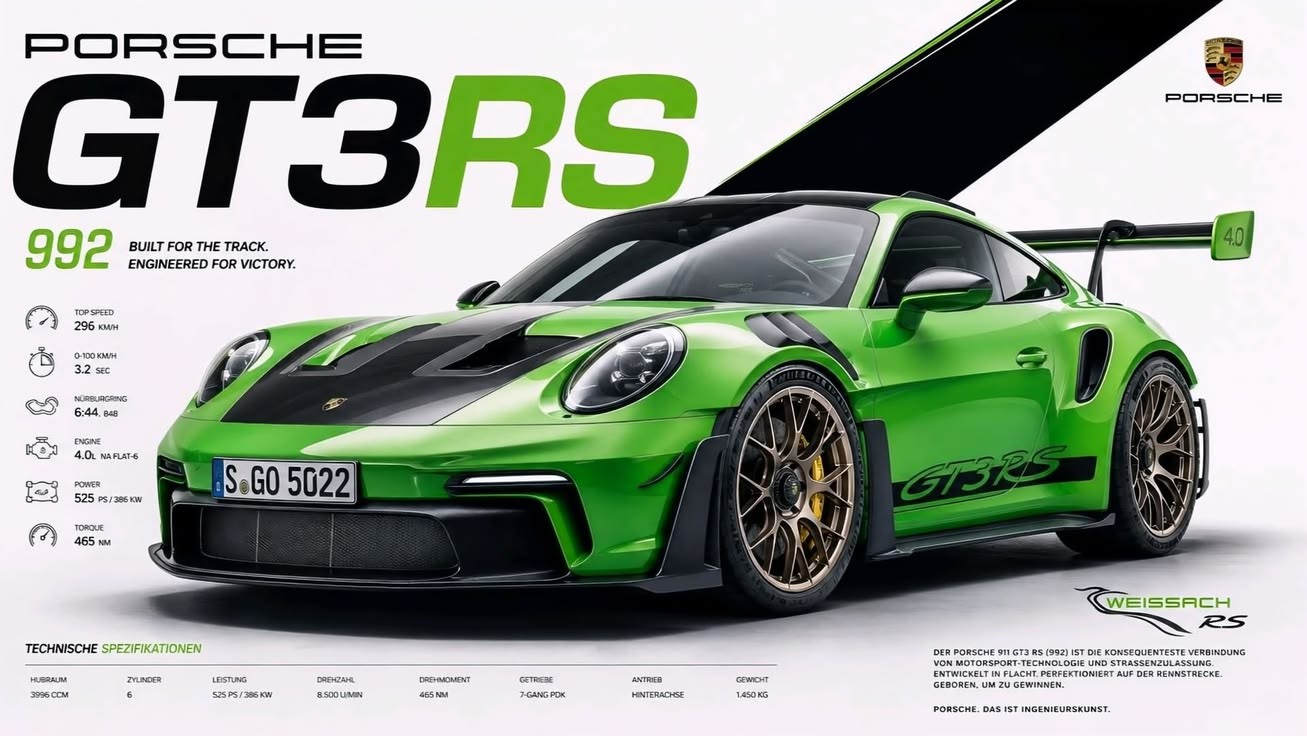 PORSCHE
GT3RS
992
BUILT FOR THE TRACK.
ENGINEERED FOR VICTORY.
PORSCHE
TOP SPEED
296 KM/H
0-100 KM/H
3.2 SEC
NÜRBURGRING
6:44. 848
ENGINE
4.0L NA FLAT-6
POWER
525 PS / 386 KW
TORQUE
465 NM
4.0
S GO 5022
GT3 RS
WEISSACH
RS
TECHNISCHE SPEZIFIKATIONEN
HUBRAUM ZYLINDER LEISTUNG DREHZAHL DREHMOMENT GETRIEBE ANTRIEB GEWICHT
3996 CCM 6 525 PS / 386 KW 8.500 U/MIN 465 NM 7-GANG PDK HINTERACHSE 1.450 KG
DER PORSCHE 911 GT3 RS (992) IST DIE KONSEQUENTESTE VERBINDUNG
VON MOTORSPORT-TECHNOLOGIE UND STRASSENZULASSUNG.
ENTWICKELT IN FLACHT. PERFEKTIONIERT AUF DER RENNSTRECKE.
GEBOREN, UM ZU GEWINNEN.
PORSCHE. DAS IST INGENIEURSKUNST.